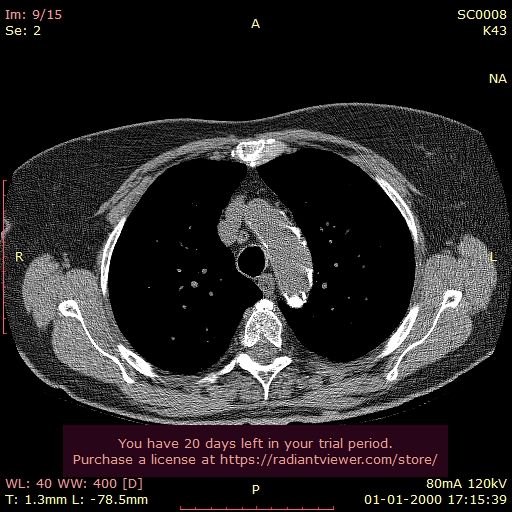 Im: 9/15
Se: 2
A
SC0008
K43
NA
R
L
You have 20 days left in your trial period.
Purchase a license at https://radiantviewer.com/store/
WL: 40 WW: 400 [D]
T: 1.3mm L: -78.5mm
P
80mA 120kV
01-01-2000 17:15:39